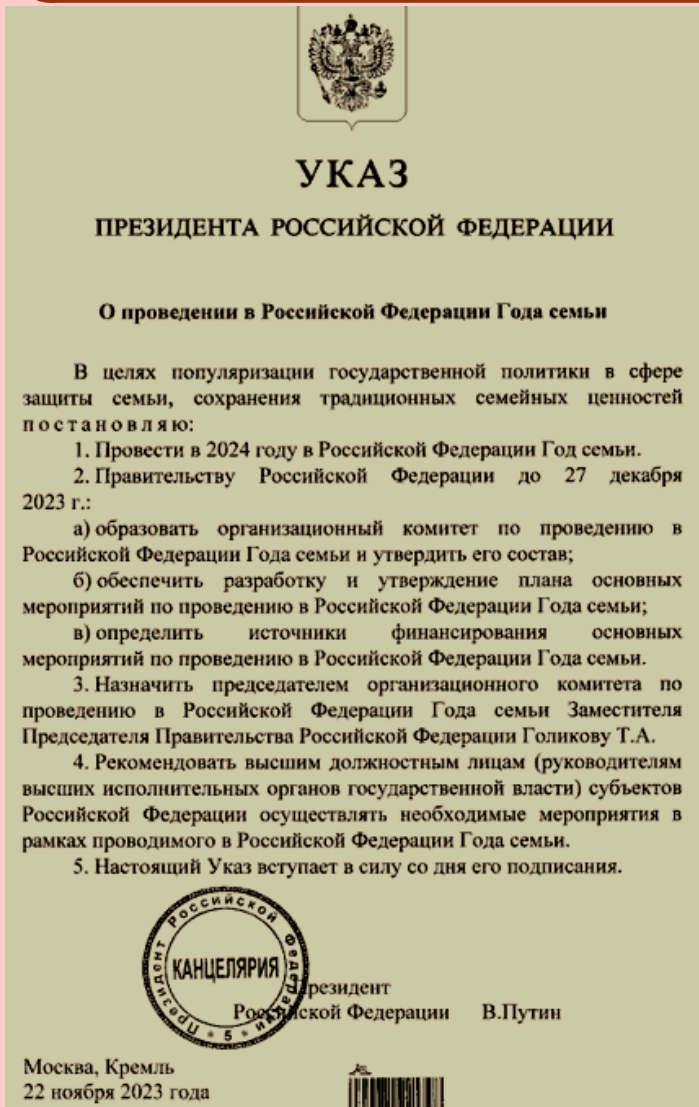 УКАЗ
ПРЕЗИДЕНТА РОССИЙСКОЙ ФЕДЕРАЦИИ
О проведении в Российской Федерации Года семьи
В целях популяризации государственной политики в сфере
защиты семьи, сохранения традиционных семейных ценностей
постановляю:
1. Провести в 2024 году в Российской Федерации Год семьи.
2. Правительству Российской Федерации до 27 декабря
2023 г.:
а) образовать организационный комитет по проведению в
Российской Федерации Года семьи и утвердить его состав;
б) обеспечить разработку и утверждение плана основных
мероприятий по проведению в Российской Федерации Года семьи;
в) определить источники финансирования основных
мероприятий по проведению в Российской Федерации Года семьи.
3. Назначить председателем организационного комитета по
проведению в Российской Федерации Года семьи Заместителя
Председателя Правительства Российской Федерации Голикову Т.А.
4. Рекомендовать высшим должностным лицам (руководителям
высших исполнительных органов государственной власти) субъектов
Российской Федерации осуществлять необходимые мероприятия в
рамках проводимого в Российской Федерации Года семьи.
5. Настоящий Указ вступает в силу со дня его подписания.
Президент Российской Федерации
КАНЦЕЛЯРИЯ
* 5 *
Президент
Российской Федерации В.Путин
Москва, Кремль
22 ноября 2023 года